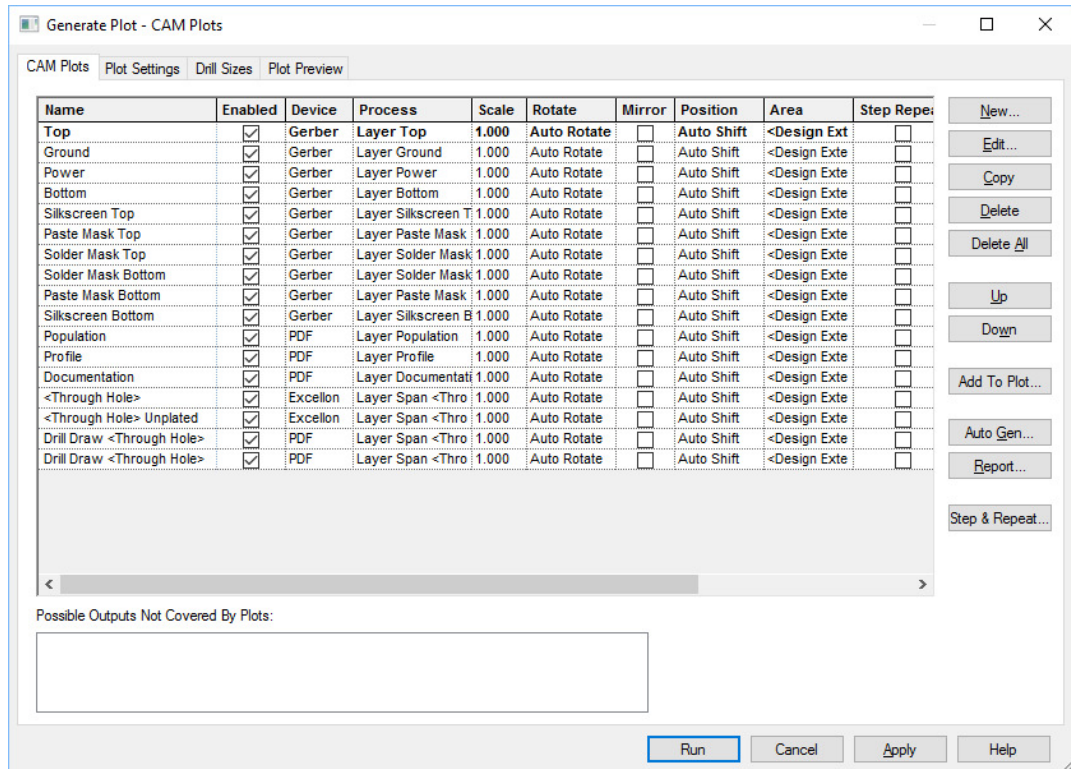 Generate Plot - CAM Plots
CAM Plots Plot Settings Drill Sizes Plot Preview
Name Enabled Device Process Scale Rotate Mirror Position Area Step Repea
Top Gerber Layer Top 1.000 Auto Rotate Auto Shift <Design Ext
Ground Gerber Layer Ground 1.000 Auto Rotate Auto Shift <Design Exte
Power Gerber Layer Power 1.000 Auto Rotate Auto Shift <Design Exte
Bottom Gerber Layer Bottom 1.000 Auto Rotate Auto Shift <Design Exte
Silkscreen Top Gerber Layer Silkscreen T 1.000 Auto Rotate Auto Shift <Design Exte
Paste Mask Top Gerber Layer Paste Mask 1.000 Auto Rotate Auto Shift <Design Exte
Solder Mask Top Gerber Layer Solder Mask 1.000 Auto Rotate Auto Shift <Design Exte
Solder Mask Bottom Gerber Layer Solder Mask 1.000 Auto Rotate Auto Shift <Design Exte
Paste Mask Bottom Gerber Layer Paste Mask 1.000 Auto Rotate Auto Shift <Design Exte
Silkscreen Bottom Gerber Layer Silkscreen B 1.000 Auto Rotate Auto Shift <Design Exte
Population PDF Layer Population 1.000 Auto Rotate Auto Shift <Design Exte
Profile PDF Layer Profile 1.000 Auto Rotate Auto Shift <Design Exte
Documentation PDF Layer Documentati 1.000 Auto Rotate Auto Shift <Design Exte
<Through Hole> Excellon Layer Span <Thro 1.000 Auto Rotate Auto Shift <Design Exte
<Through Hole> Unplated Excellon Layer Span <Thro 1.000 Auto Rotate Auto Shift <Design Exte
Drill Draw <Through Hole> PDF Layer Span <Thro 1.000 Auto Rotate Auto Shift <Design Exte
Drill Draw <Through Hole> PDF Layer Span <Thro 1.000 Auto Rotate Auto Shift <Design Exte
New...
Edit...
Copy
Delete
Delete All
Up
Down
Add To Plot...
Auto Gen...
Report...
Step & Repeat...
Possible Outputs Not Covered By Plots:
Run Cancel Apply Help